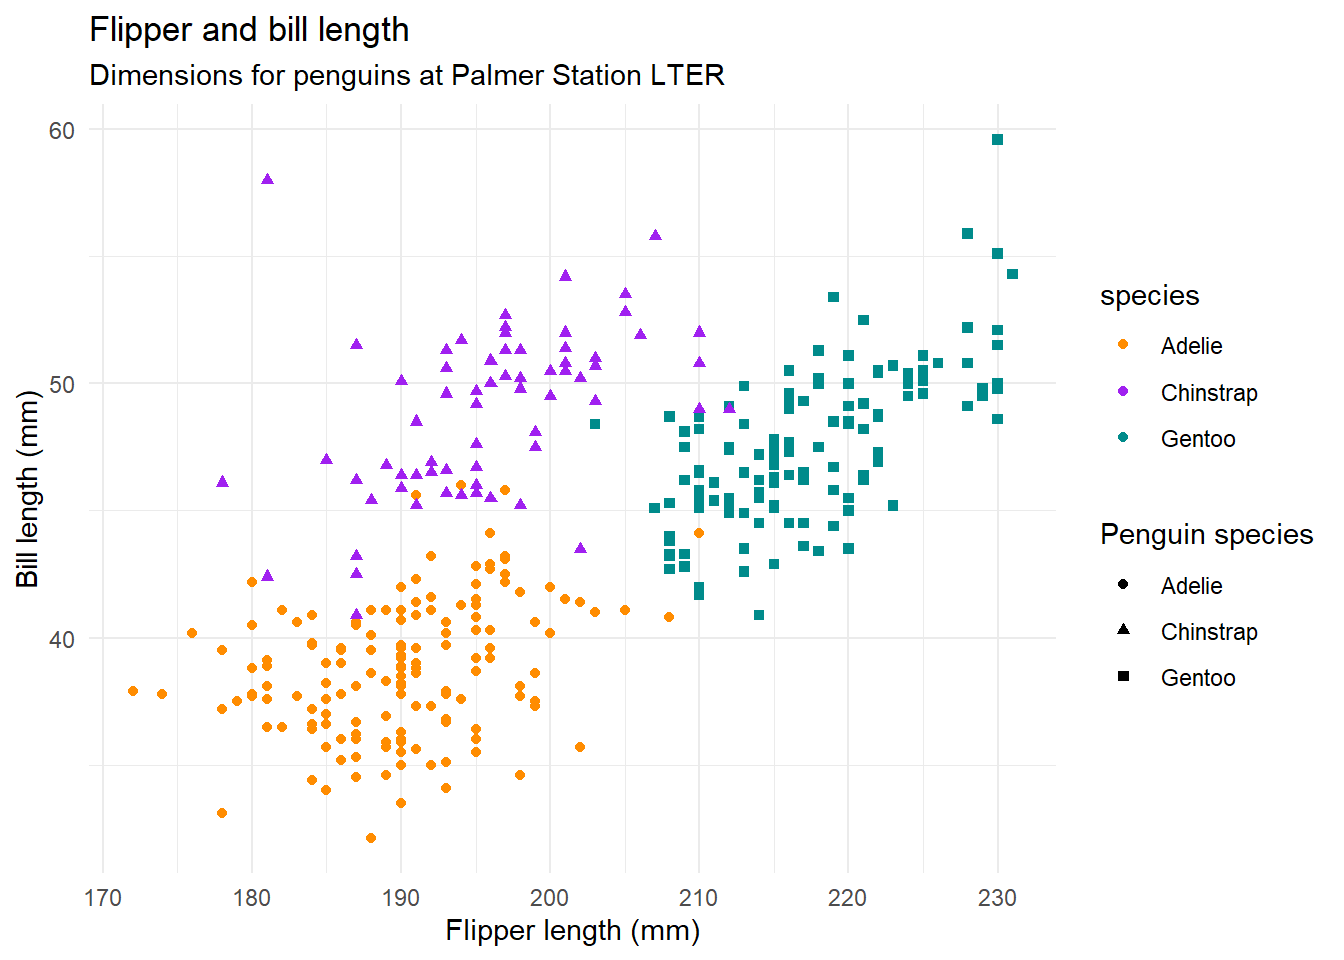 Flipper and bill length
Dimensions for penguins at Palmer Station LTER
60
50
40
Bill length (mm)
170 180 190 200 210 220 230
Flipper length (mm)
species
Adelie
Chinstrap
Gentoo
Penguin species
Adelie
Chinstrap
Gentoo